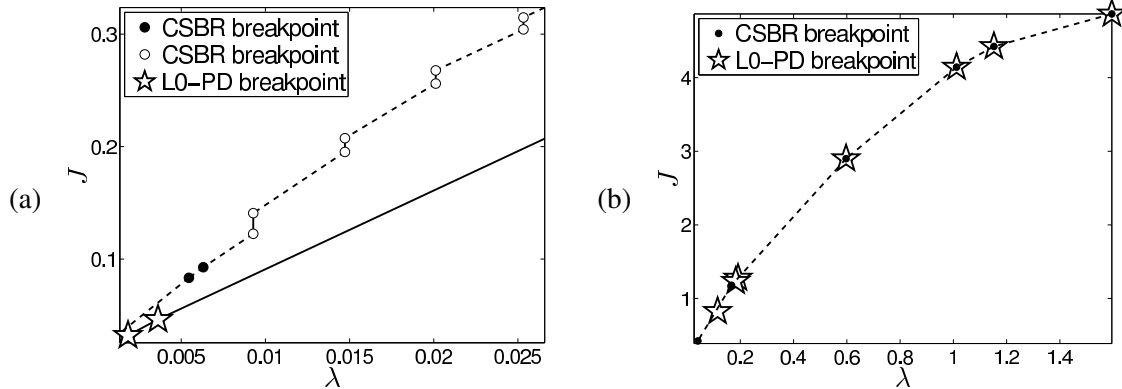 (a)
CSBR breakpoint
CSBR breakpoint
L0-PD breakpoint
J
0.3
0.2
0.1
0.005
0.01
0.015
0.02
0.025
λ
(b)
CSBR breakpoint
L0-PD breakpoint
J
4
3
2
1
0.2
0.4
0.6
0.8
1
1.2
1.4
λ